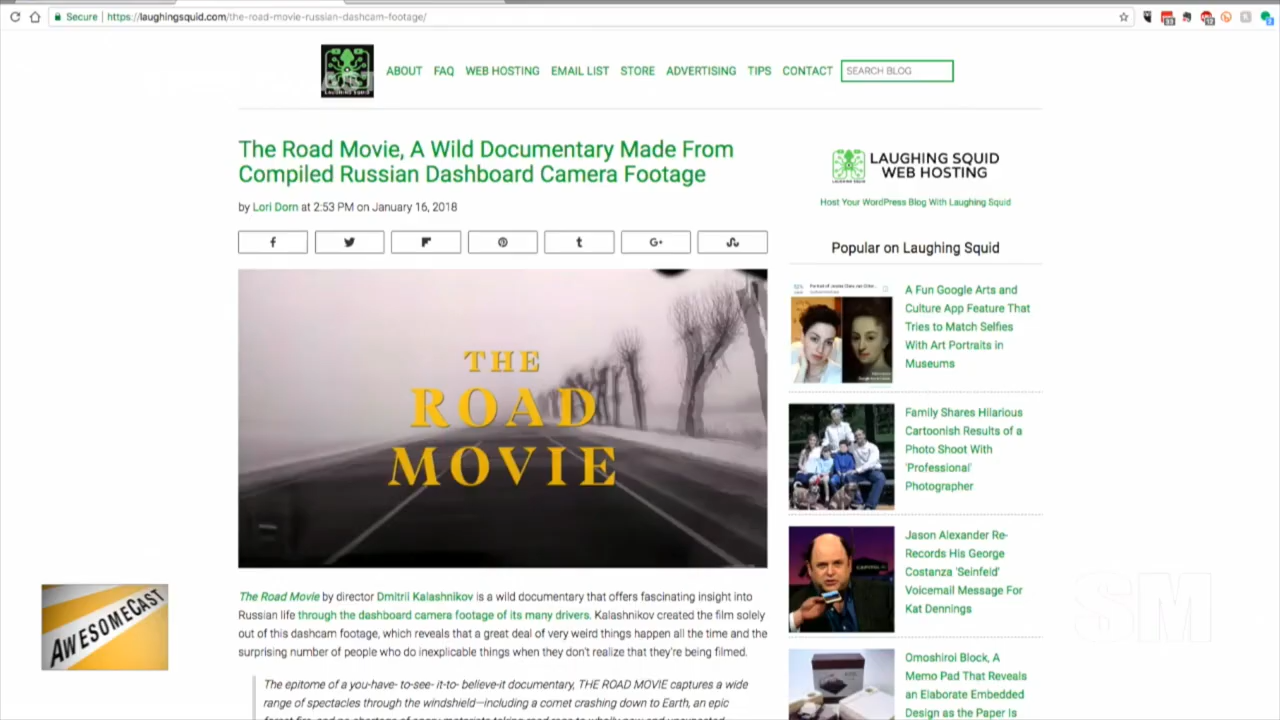 Secure
https://laughingsquid.com/the-road-movie-russian-dashcam-footage/
ABOUT FAQ WEB HOSTING EMAIL LIST STORE ADVERTISING TIPS CONTACT SEARCH BLOG
LAUGHING SQUID
The Road Movie, A Wild Documentary Made From
Compiled Russian Dashboard Camera Footage
by Lori Dorn at 2:53 PM on January 16, 2018
THE
ROAD
MOVIE
The Road Movie by director Dmitrii Kalashnikov is a wild documentary that offers fascinating insight into
Russian life through the dashboard camera footage of its many drivers. Kalashnikov created the film solely
out of this dashcam footage, which reveals that a great deal of very weird things happen all the time and the
surprising number of people who do inexplicable things when they don't realize that they're being filmed.
The epitome of a you-have- to-see- it-to- believe-it documentary, THE ROAD MOVIE captures a wide
range of spectacles through the windshield—including a comet crashing down to Earth, an epic
LAUGHING SQUID
WEB HOSTING
Host Your WordPress Blog With Laughing Squid
Popular on Laughing Squid
A Fun Google Arts and
Culture App Feature That
Tries to Match Selfies
With Art Portraits in
Museums
Family Shares Hilarious
Cartoonish Results of a
Photo Shoot With
'Professional'
Photographer
Jason Alexander Re-
Records His George
Costanza 'Seinfeld'
Voicemail Message For
Kat Dennings
Omoshiroi Block, A
Memo Pad That Reveals
an Elaborate Embedded
Design as the Paper Is
AWESOMECAST
SM